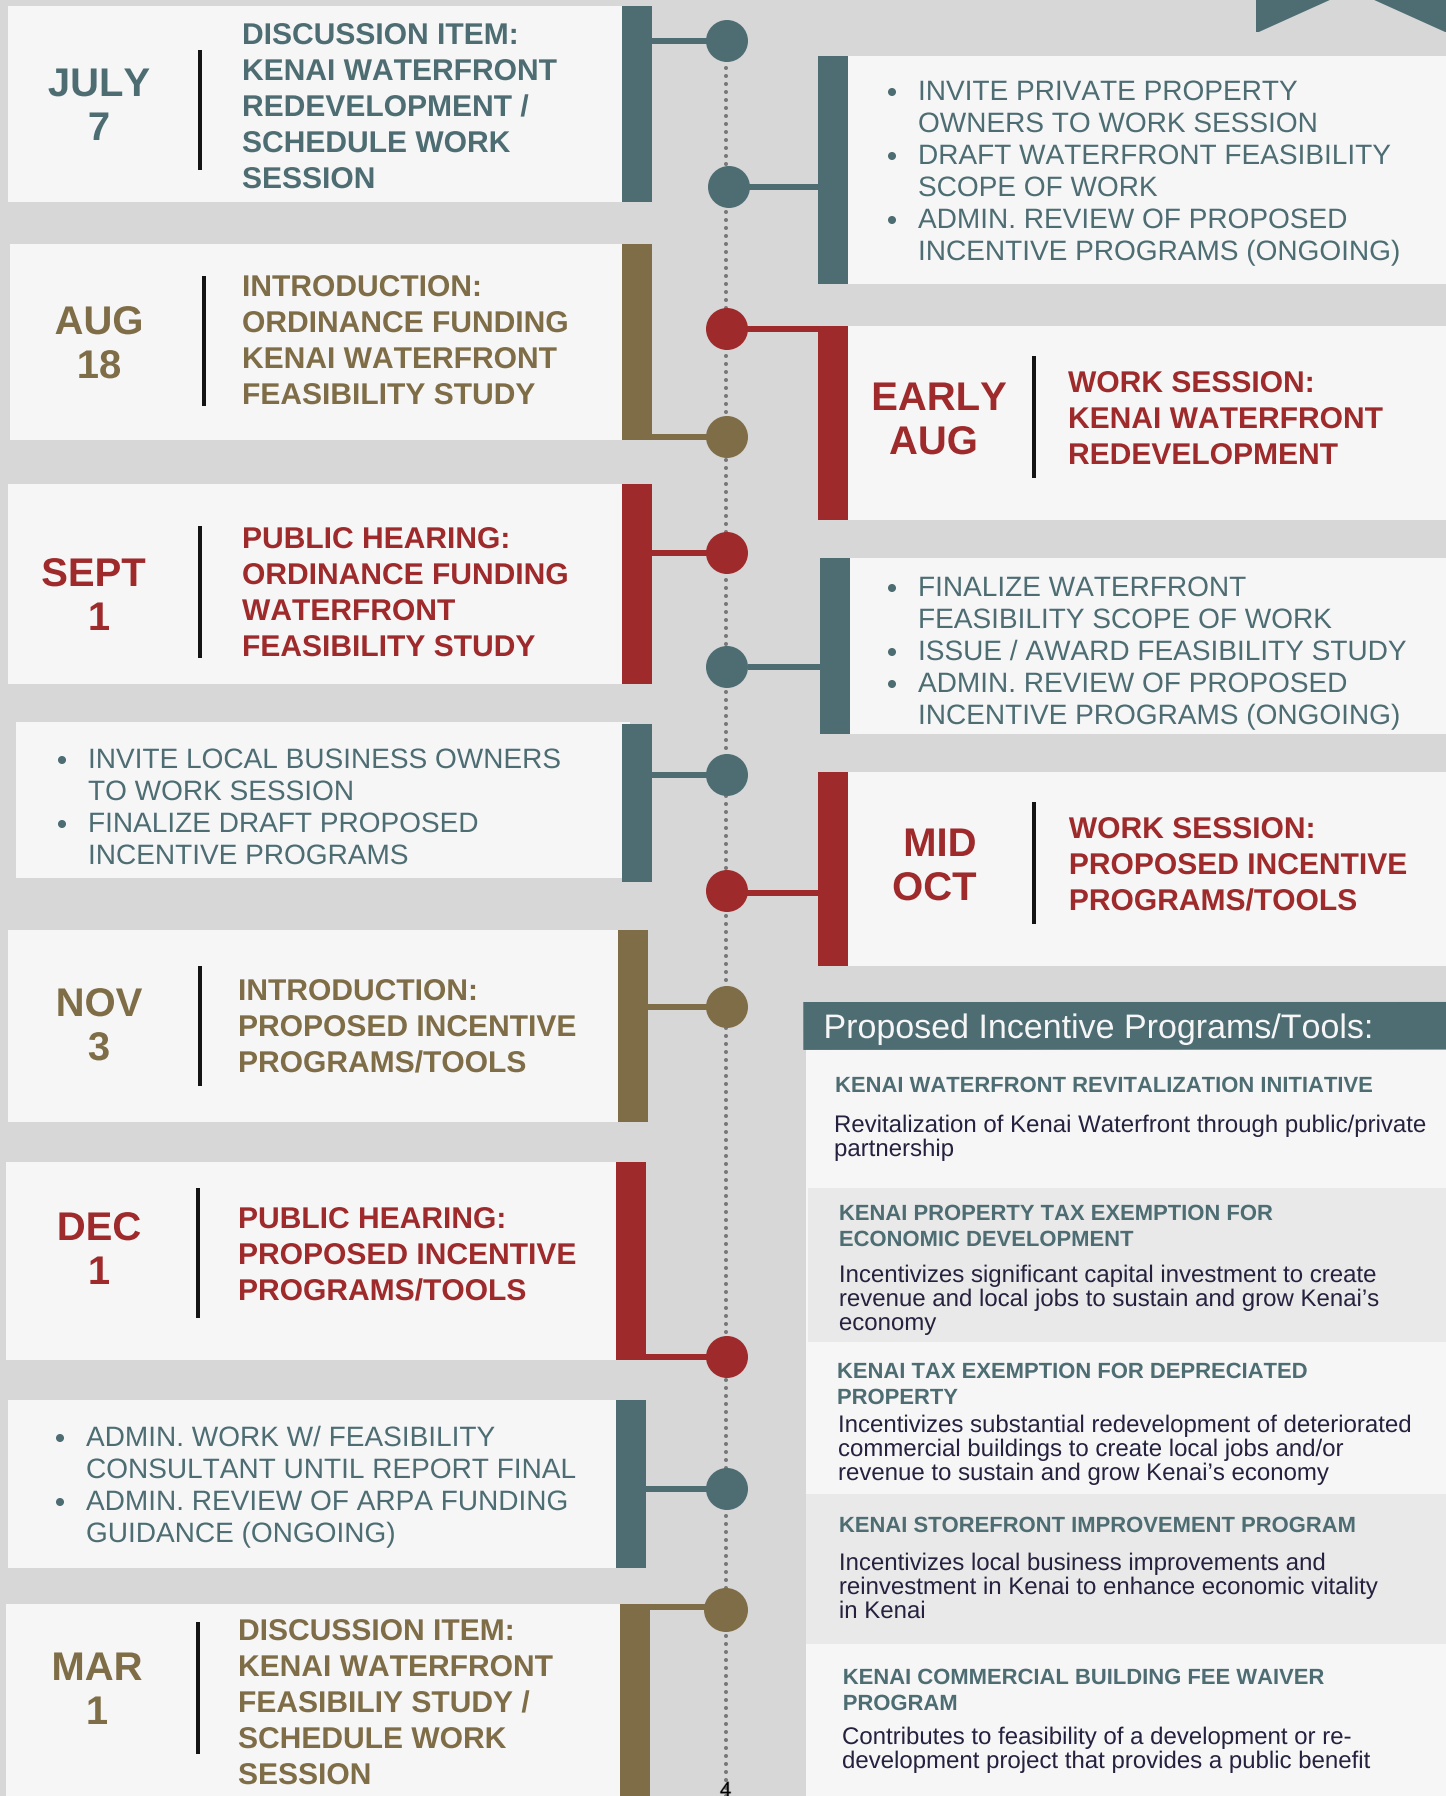 JULY
7
DISCUSSION ITEM:
KENAI WATERFRONT
REDEVELOPMENT /
SCHEDULE WORK
SESSION
• INVITE PRIVATE PROPERTY
OWNERS TO WORK SESSION
• DRAFT WATERFRONT FEASIBILITY
SCOPE OF WORK
• ADMIN. REVIEW OF PROPOSED
INCENTIVE PROGRAMS (ONGOING)
EARLY
AUG
WORK SESSION:
KENAI WATERFRONT
REDEVELOPMENT
AUG
18
INTRODUCTION:
ORDINANCE FUNDING
KENAI WATERFRONT
FEASIBILITY STUDY
SEPT
1
PUBLIC HEARING:
ORDINANCE FUNDING
WATERFRONT
FEASIBILITY STUDY
• FINALIZE WATERFRONT
FEASIBILITY SCOPE OF WORK
• ISSUE / AWARD FEASIBILITY STUDY
• ADMIN. REVIEW OF PROPOSED
INCENTIVE PROGRAMS (ONGOING)
• INVITE LOCAL BUSINESS OWNERS
TO WORK SESSION
• FINALIZE DRAFT PROPOSED
INCENTIVE PROGRAMS
MID
OCT
WORK SESSION:
PROPOSED INCENTIVE
PROGRAMS/TOOLS
NOV
3
INTRODUCTION:
PROPOSED INCENTIVE
PROGRAMS/TOOLS
DEC
1
PUBLIC HEARING:
PROPOSED INCENTIVE
PROGRAMS/TOOLS
• ADMIN. WORK W/ FEASIBILITY
CONSULTANT UNTIL REPORT FINAL
• ADMIN. REVIEW OF ARPA FUNDING
GUIDANCE (ONGOING)
MAR
1
DISCUSSION ITEM:
KENAI WATERFRONT
FEASIBILIY STUDY /
SCHEDULE WORK
SESSION
Proposed Incentive Programs/Tools:
KENAI WATERFRONT REVITALIZATION INITIATIVE
Revitalization of Kenai Waterfront through public/private
partnership
KENAI PROPERTY TAX EXEMPTION FOR
ECONOMIC DEVELOPMENT
Incentivizes significant capital investment to create
revenue and local jobs to sustain and grow Kenai’s
economy
KENAI TAX EXEMPTION FOR DEPRECIATED
PROPERTY
Incentivizes substantial redevelopment of deteriorated
commercial buildings to create local jobs and/or
revenue to sustain and grow Kenai’s economy
KENAI STOREFRONT IMPROVEMENT PROGRAM
Incentivizes local business improvements and
reinvestment in Kenai to enhance economic vitality
in Kenai
KENAI COMMERCIAL BUILDING FEE WAIVER
PROGRAM
Contributes to feasibility of a development or re-
development project that provides a public benefit
4